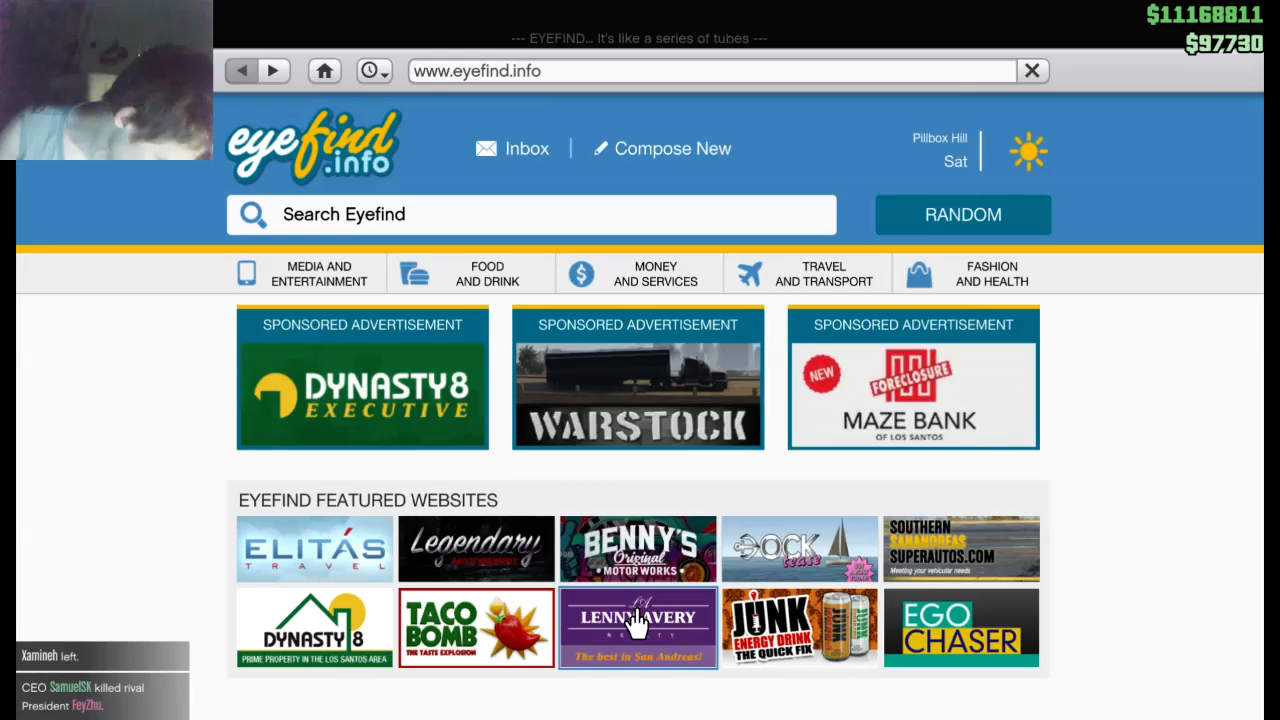 $11168811
--- EYEFIND... It's like a series of tubes ---
$97730
www.eyefind.info
eyefind
.info
Inbox
Compose New
Pillbox Hill
Sat
Search Eyefind
RANDOM
MEDIA AND
ENTERTAINMENT
FOOD
AND DRINK
MONEY
AND SERVICES
TRAVEL
AND TRANSPORT
FASHION
AND HEALTH
SPONSORED ADVERTISEMENT
DYNASTY8
EXECUTIVE
SPONSORED ADVERTISEMENT
WARSTOCK
SPONSORED ADVERTISEMENT
NEW
FORECLOSURE
MAZE BANK
OF LOS SANTOS
EYEFIND FEATURED WEBSITES
ELITÁS
TRAVEL
Legendary
BENNY'S
Original
MOTOR WORKS
DOCK
tease
SOUTHERN
SANANDREAS
SUPERAUTOS.COM
Meeting your vehicular needs
DYNASTY 8
PRIME PROPERTY IN THE LOS SANTOS AREA
TACO
BOMB
THE TASTE EXPLOSION
LA
LENNY AVERY
REALTY
The best in San Andreas!
JUNK
ENERGY DRINK
THE QUICK FIX
EGO
CHASER
Xamineh left.
CEO SamuelSK killed rival
President FeyZhu.